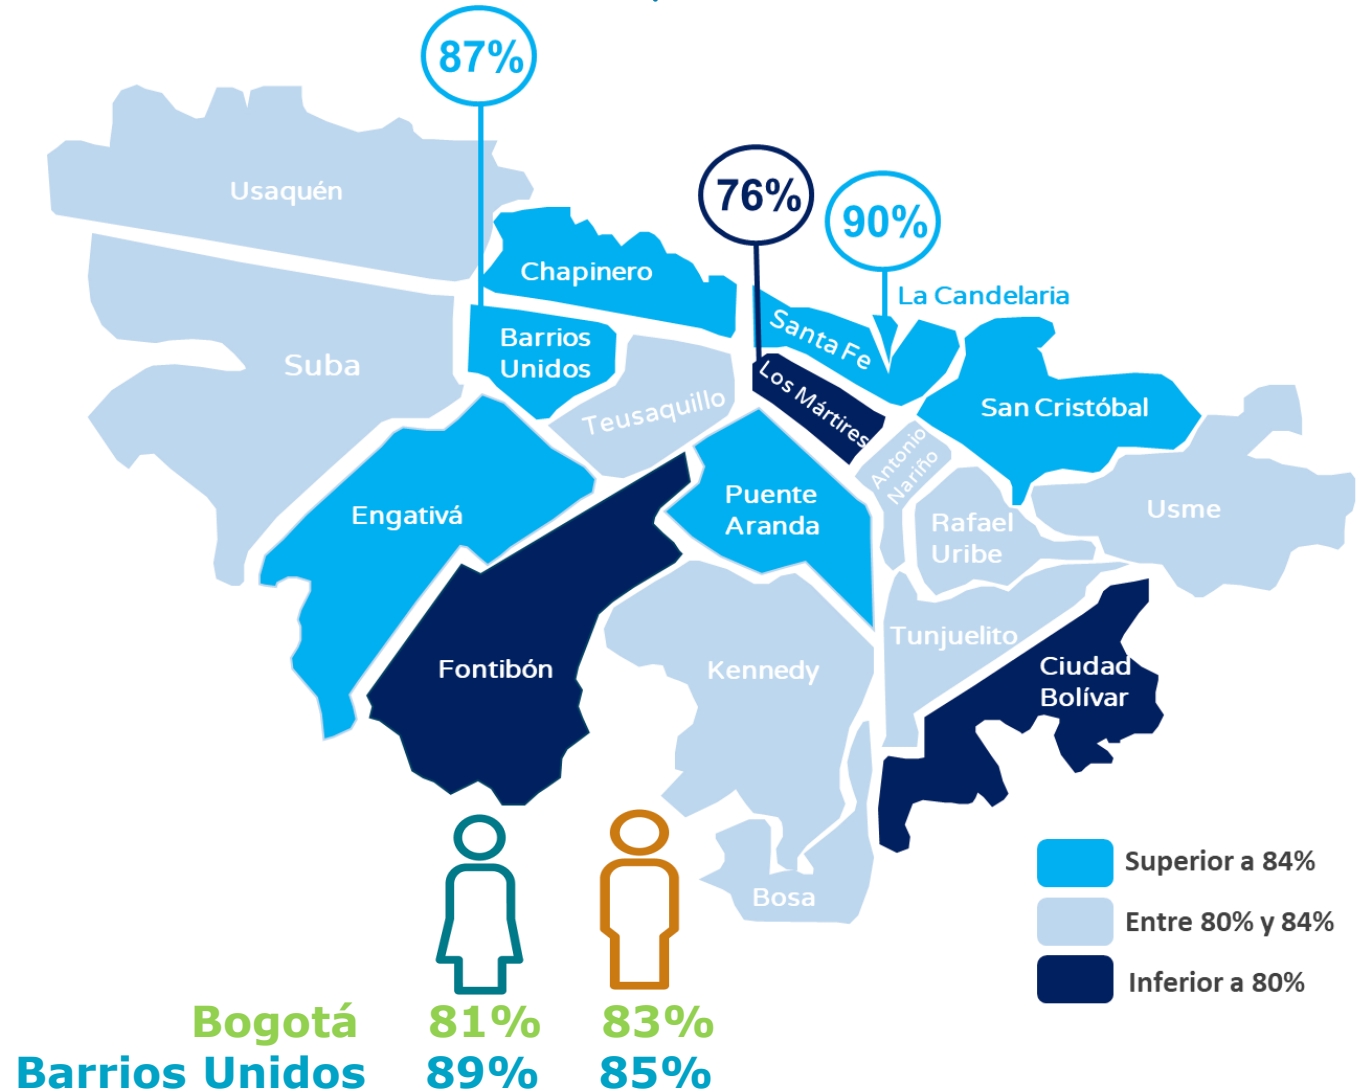 87%
76%
90%
Usaquén
Chapinero
La Candelaria
Santa Fe
Barrios
Unidos
Suba
Los Mártires
Teusaquillo
San Cristóbal
Antonio
Nariño
Puente
Aranda
Engativá
Rafael
Uribe
Usme
Tunjuelito
Fontibón
Kennedy
Ciudad
Bolívar
Bosa
Superior a 84%
Entre 80% y 84%
Inferior a 80%
Bogotá 81% 83%
Barrios Unidos 89% 85%